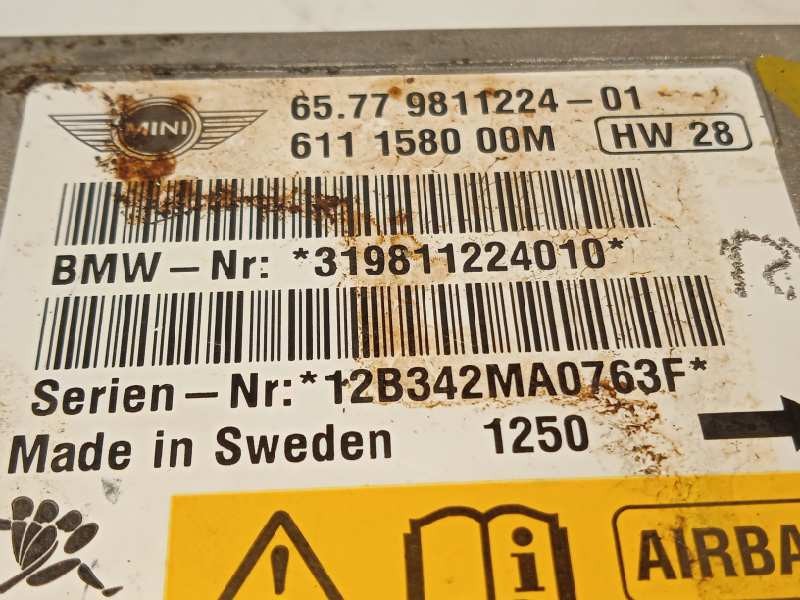 MINI
65.77 9811224-01
611 1580 00M HW 28
BMW-Nr: *319811224010*
R
Serien-Nr:*12B342MA0763F*
Made in Sweden 1250
i
AIRBA